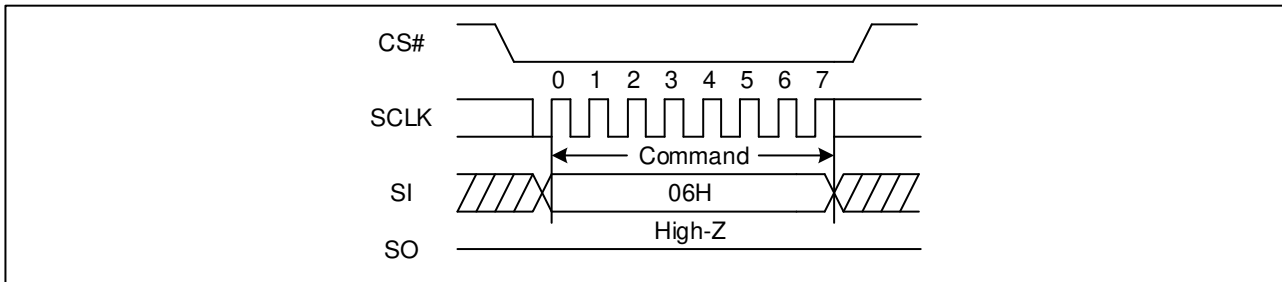 CS#
0 1 2 3 4 5 6 7
SCLK
Command
SI
06H
High-Z
SO